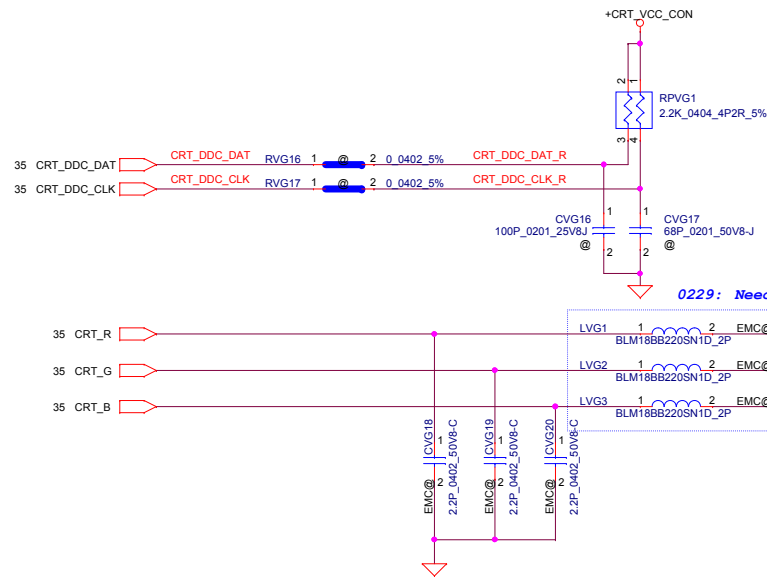 +CRT_VCC_CON
2 1
RPVG1
2.2K_0404_4P2R_5%
3 4
35 CRT_DDC_DAT CRT_DDC_DAT RVG16 1 @ 2 0_0402_5% CRT_DDC_DAT_R
35 CRT_DDC_CLK CRT_DDC_CLK RVG17 1 @ 2 0_0402_5% CRT_DDC_CLK_R
CVG16 1 1 CVG17
100P_0201_25V8J 68P_0201_50V8-J
@ 2 2 @
0229: Need
35 CRT_R LVG1 1 2 EMC@
BLM18BB220SN1D_2P
35 CRT_G LVG2 1 2 EMC@
BLM18BB220SN1D_2P
35 CRT_B LVG3 1 2 EMC@
BLM18BB220SN1D_2P
EMC@ CVG18 1 2 2.2P_0402_50V8-C
EMC@ CVG19 1 2 2.2P_0402_50V8-C
EMC@ CVG20 1 2 2.2P_0402_50V8-C